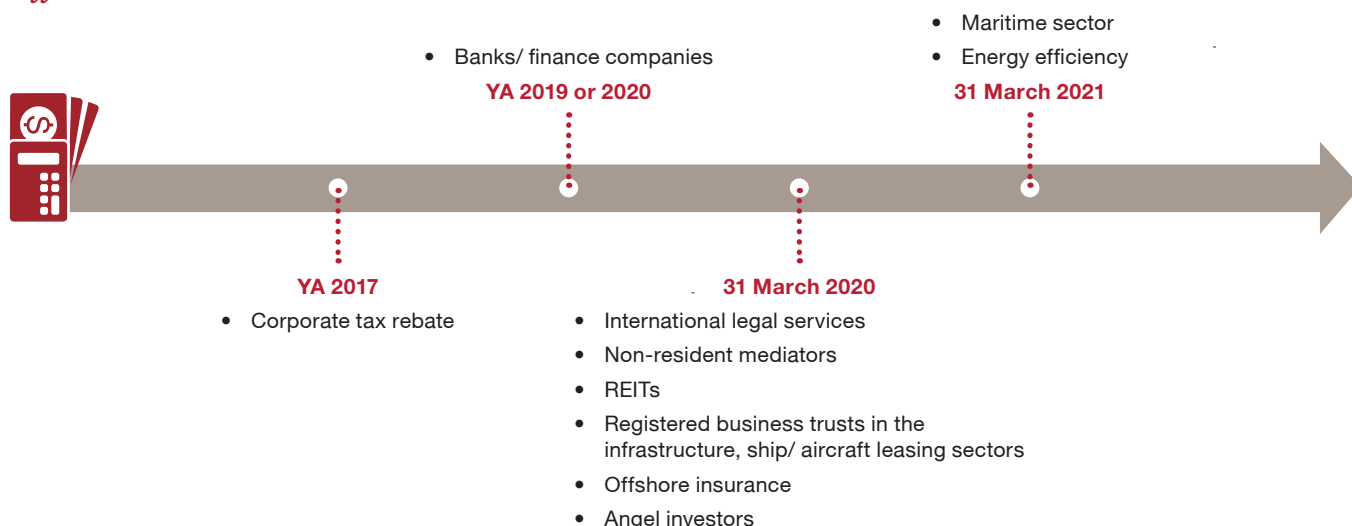 • Maritime sector
• Energy efficiency
31 March 2021
• Banks/ finance companies
YA 2019 or 2020
YA 2017
• Corporate tax rebate
31 March 2020
• International legal services
• Non-resident mediators
• REITs
• Registered business trusts in the
infrastructure, ship/ aircraft leasing sectors
• Offshore insurance
• Angel investors